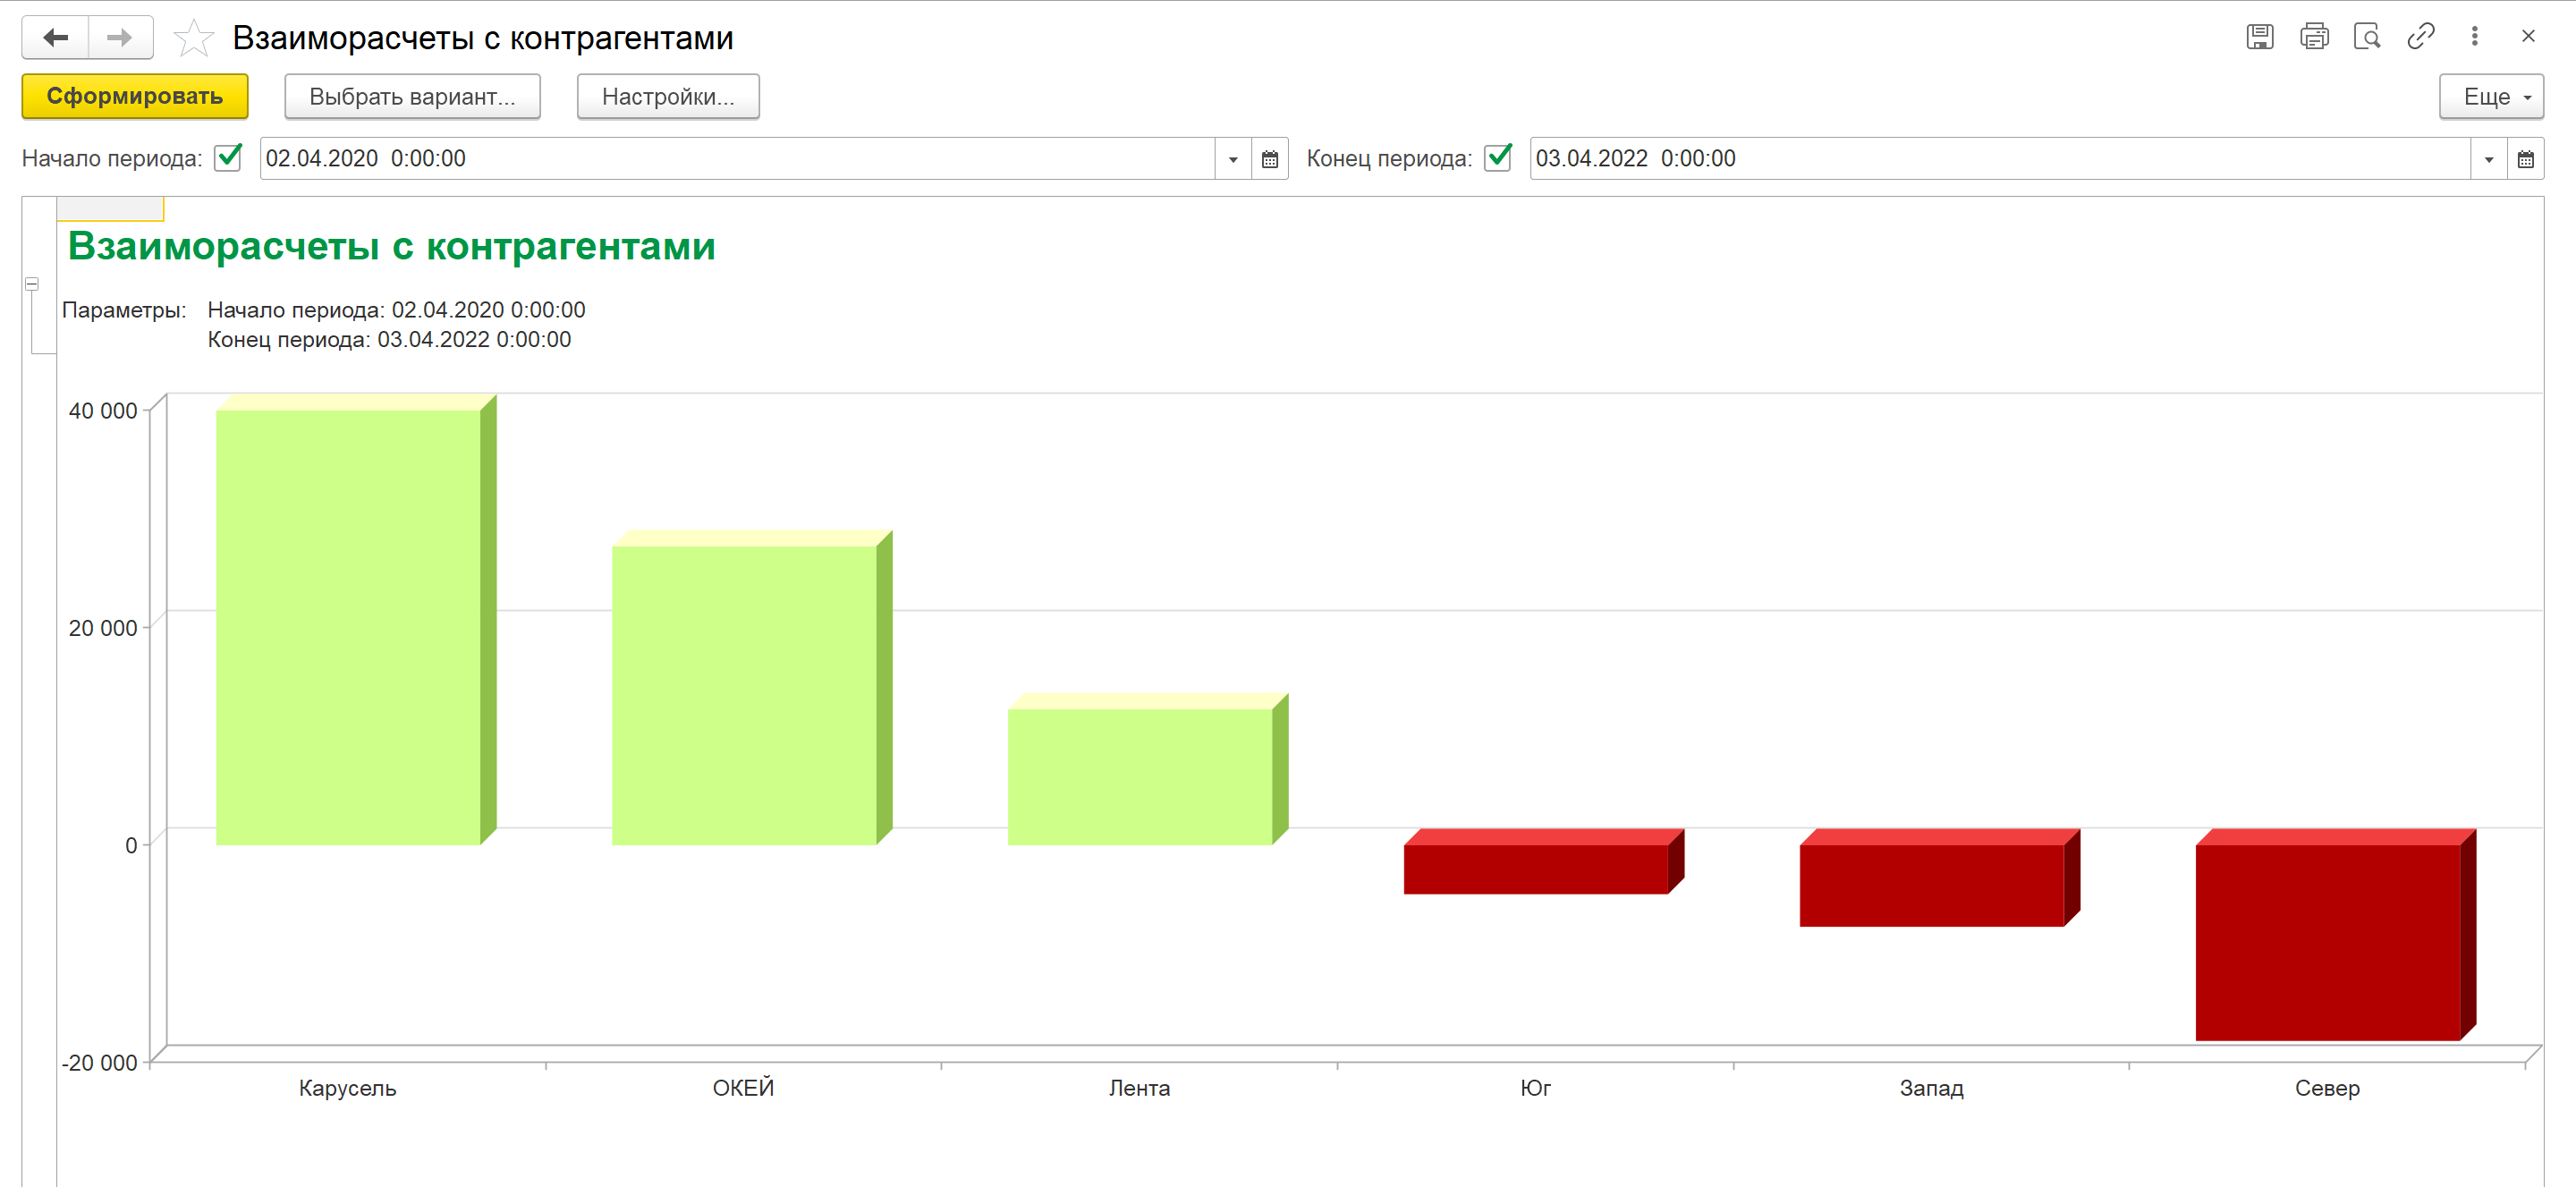 Взаиморасчеты с контрагентами
Сформировать
Выбрать вариант...
Настройки...
Еще
Начало периода: 02.04.2020 0:00:00 Конец периода: 03.04.2022 0:00:00
Взаиморасчеты с контрагентами
Параметры: Начало периода: 02.04.2020 0:00:00
Конец периода: 03.04.2022 0:00:00
40 000
20 000
0
-20 000
Карусель ОКЕЙ Лента Юг Запад Север